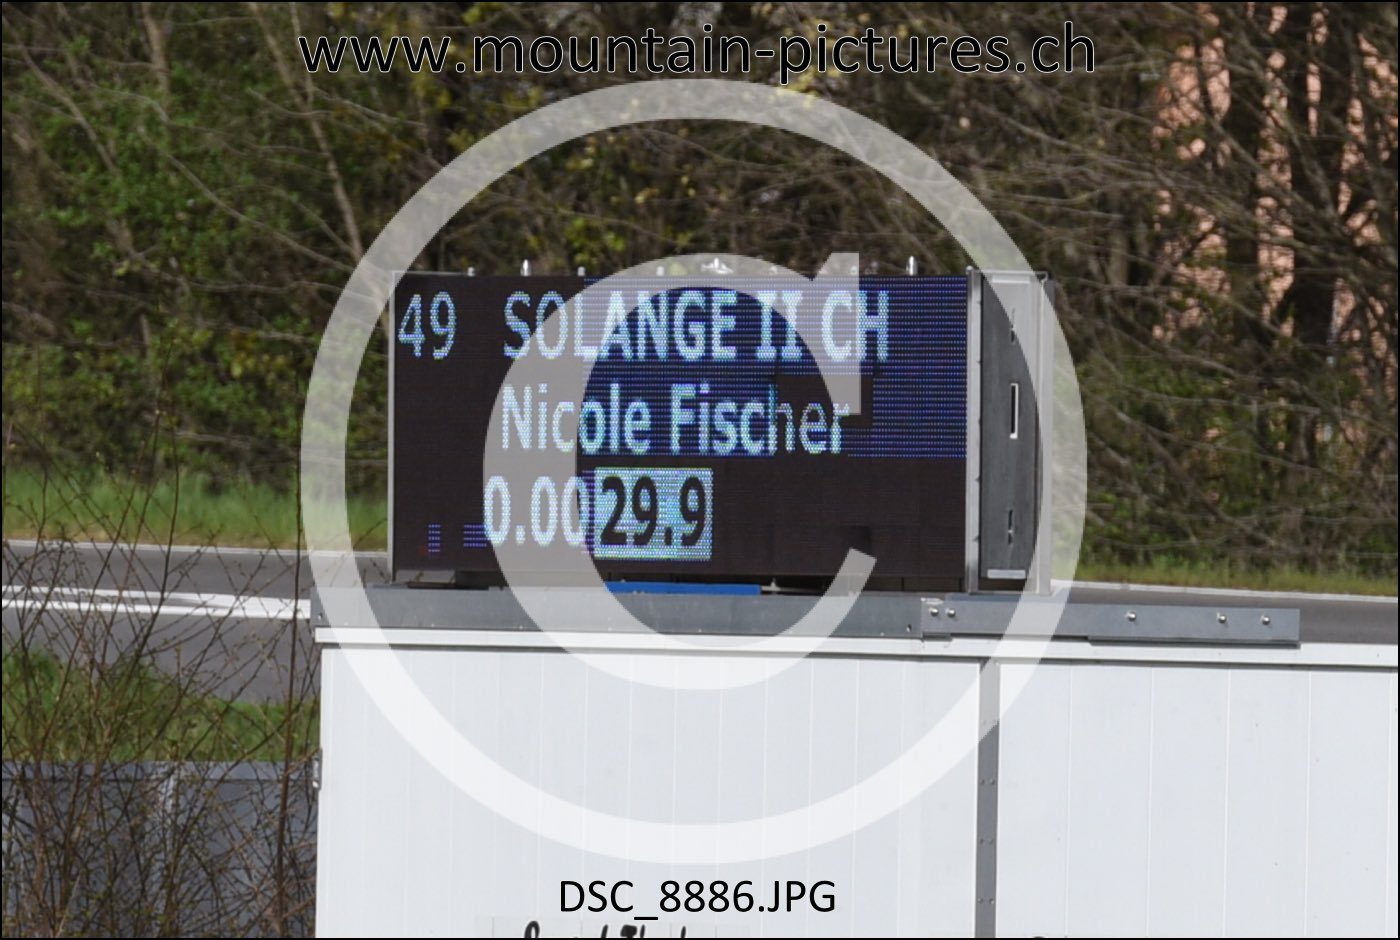 www.mountain-pictures.ch
49 SOLANGE II CH
Nicole Fischer
0.00 29.9
DSC_8886.JPG